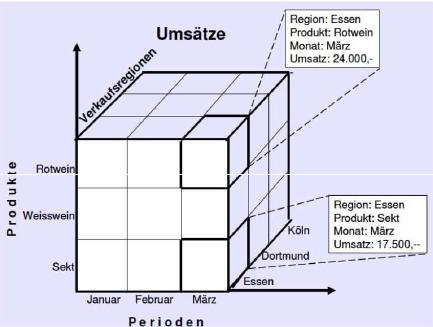 Umsätze
Region: Essen
Produkt: Rotwein
Monat: März
Umsatz: 24.000,-
Verkaufsregionen
Produkte
Rotwein
Weisswein
Sekt
Region: Essen
Produkt: Sekt
Monat: März
Umsatz: 17.500,--
Köln
Dortmund
Essen
Januar Februar März
Perioden